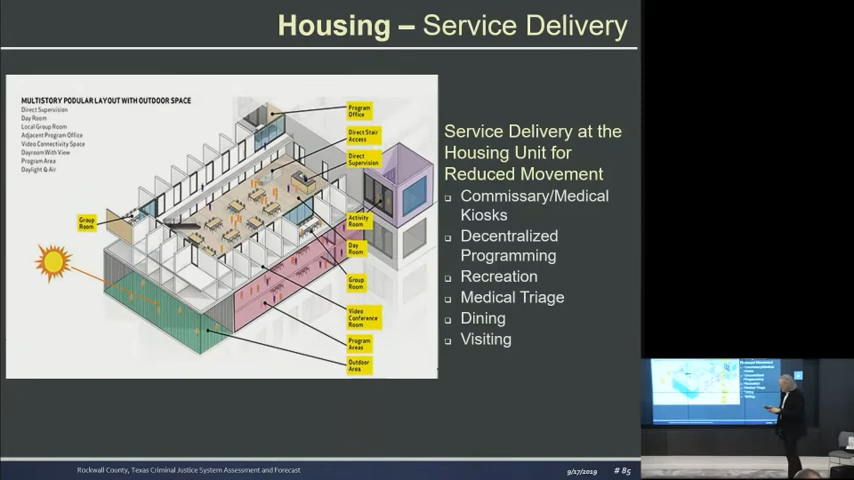 Housing – Service Delivery
MULTISTORY PODULAR LAYOUT WITH OUTDOOR SPACE
Direct Supervision
Day Room
Local Group Room
Adjacent Program Office
Video Connectivity Space
Dayroom With View
Program Area
Daylight & Air
Program
Office
Direct Stair
Access
Direct
Supervision
Group
Room
Activity
Room
Day
Room
Group
Room
Video
Conference
Room
Program
Areas
Outdoor
Area
Service Delivery at the
Housing Unit for
Reduced Movement
Commissary/Medical
Kiosks
Decentralized
Programming
Recreation
Medical Triage
Dining
Visiting
Rockwall County, Texas Criminal Justice System Assessment and Forecast
9/17/2019
# 85